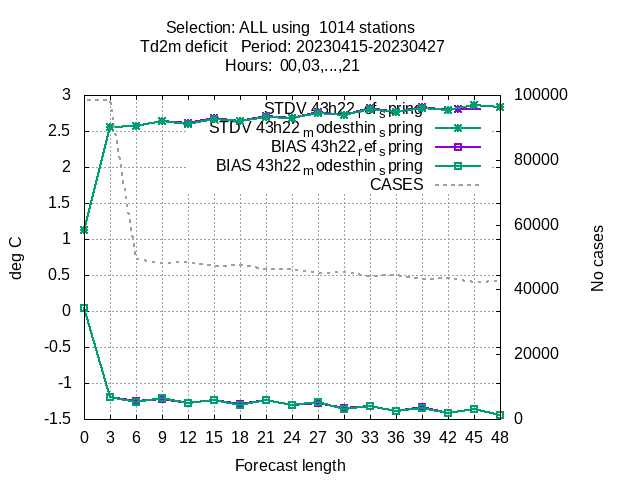 Selection: ALL using  1014 stations
Td2m deficit   Period: 20230415-20230427
Hours:  00,03,...,21
3
2.5
2
1.5
1
0.5
0
-0.5
-1
-1.5
deg C
STDV 43h22_ref_spring
STDV 43h22_modesthin_spring
BIAS 43h22_ref_spring
BIAS 43h22_modesthin_spring
CASES
100000
80000
60000
40000
20000
0
No cases
0 3 6 9 12 15 18 21 24 27 30 33 36 39 42 45 48
Forecast length